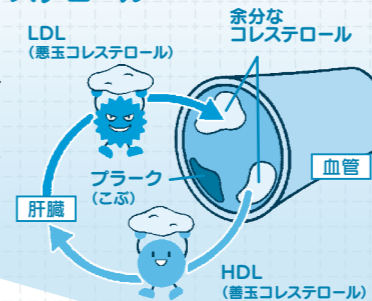 LDL
（悪玉コレステロール）
余分な
コレステロール
プラーク
（こぶ）
血管
肝臓
HDL
（善玉コレステロール）